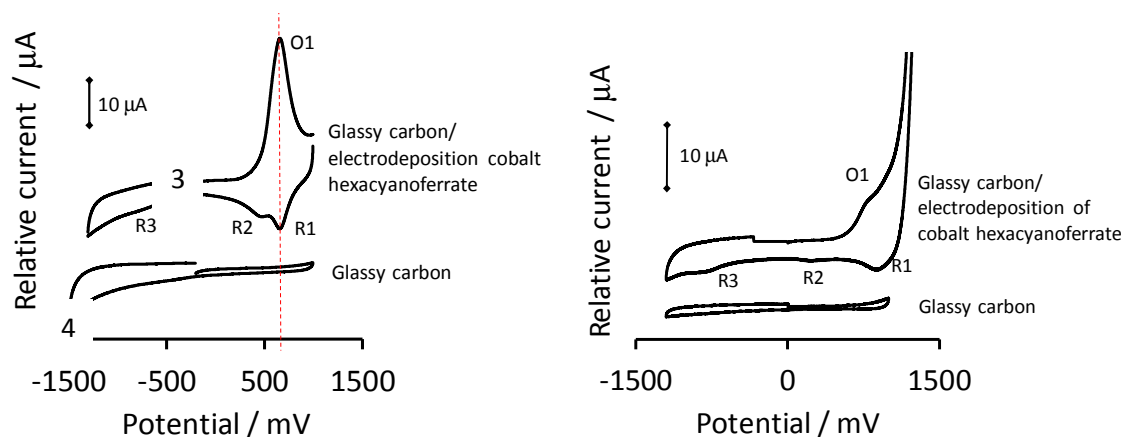 Relative current / µA
10 µA
O1
Glassy carbon/
electrodeposition cobalt
hexacyanoferrate
3
R3
R2
R1
Glassy carbon
4
-1500
-500
500
1500
Potential / mV
Relative current / µA
10 µA
O1
Glassy carbon/
electrodeposition of
cobalt hexacyanoferrate
R1
R3
R2
Glassy carbon
-1500
0
1500
Potential / mV